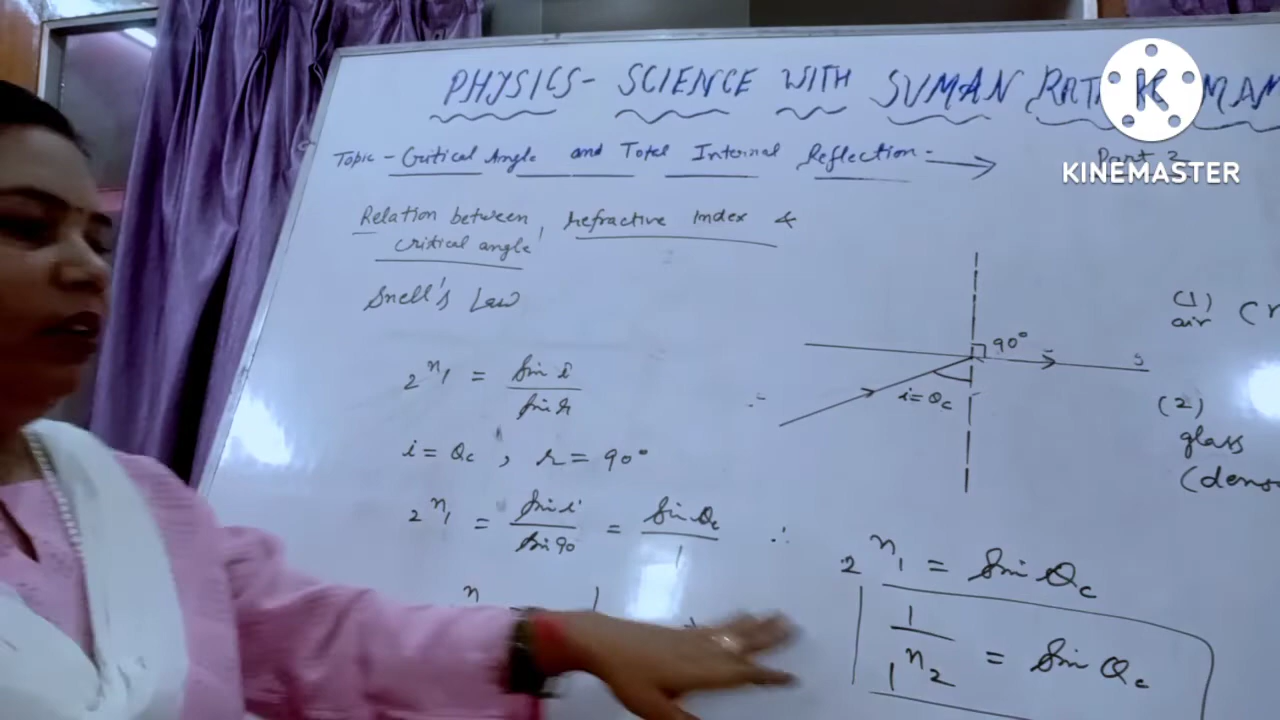 PHYSICS- SCIENCE WITH SUMAN
Topic - Critical Angle and Total Internal Reflection - →
Part 2
K
KINEMASTER
Relation between, refractive index &
critical angle
Snell's Law
₂n₁ = sin i / sin r
i = θc , r = 90°
₂n₁ = sin i / sin 90 = sin θc / 1
∴ ₂n₁ = sin θc
1 / ₁n₂ = sin θc
90°
i = θc
(1)
air
(2)
glass